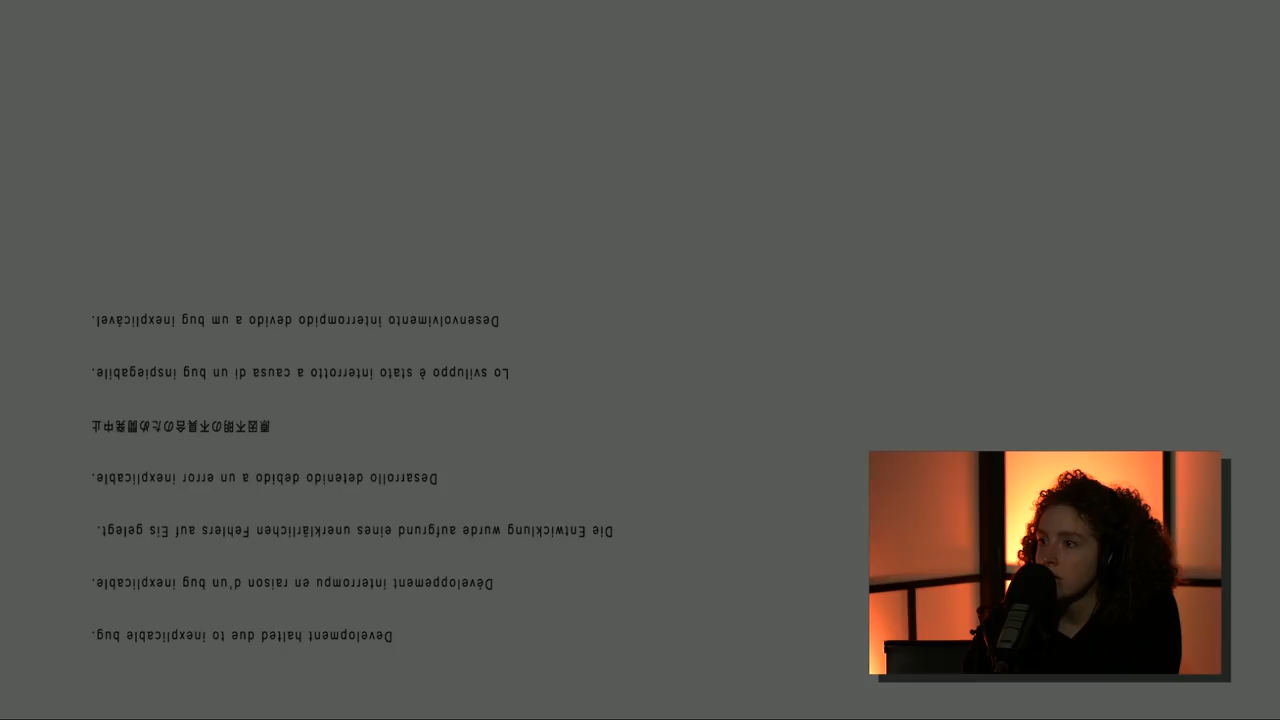 Development halted due to inexplicable bug.
Développement interrompu en raison d'un bug inexplicable.
Die Entwicklung wurde aufgrund eines unerklärlichen Fehlers auf Eis gelegt.
Desarrollo detenido debido a un error inexplicable.
原因不明の不具合のため開発中止
Lo sviluppo è stato interrotto a causa di un bug inspiegabile.
Desenvolvimento interrompido devido a um bug inexplicável.